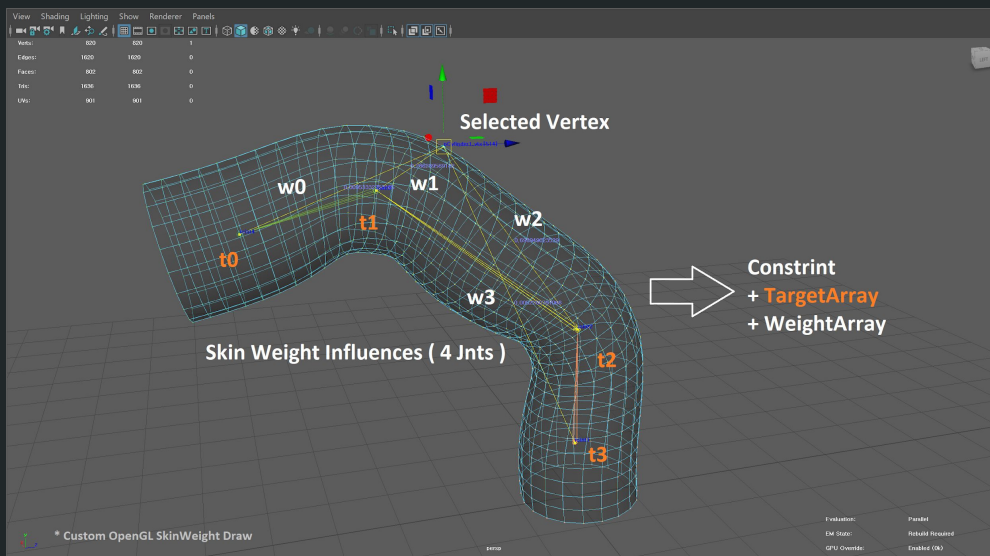 View Shading Lighting Show Renderer Panels
Verts: 820 820 1
Edges: 1620 1620 0
Faces: 802 802 0
Tris: 1636 1636 0
UVs: 901 901 0
Selected Vertex
w0
w1
t1
w2
t0
w3
Constrint
+ TargetArray
+ WeightArray
Skin Weight Influences ( 4 Jnts )
t2
t3
* Custom OpenGL SkinWeight Draw
persp
Evaluation: Parallel
EM State: Rebuild Required
GPU Override: Enabled (0k)